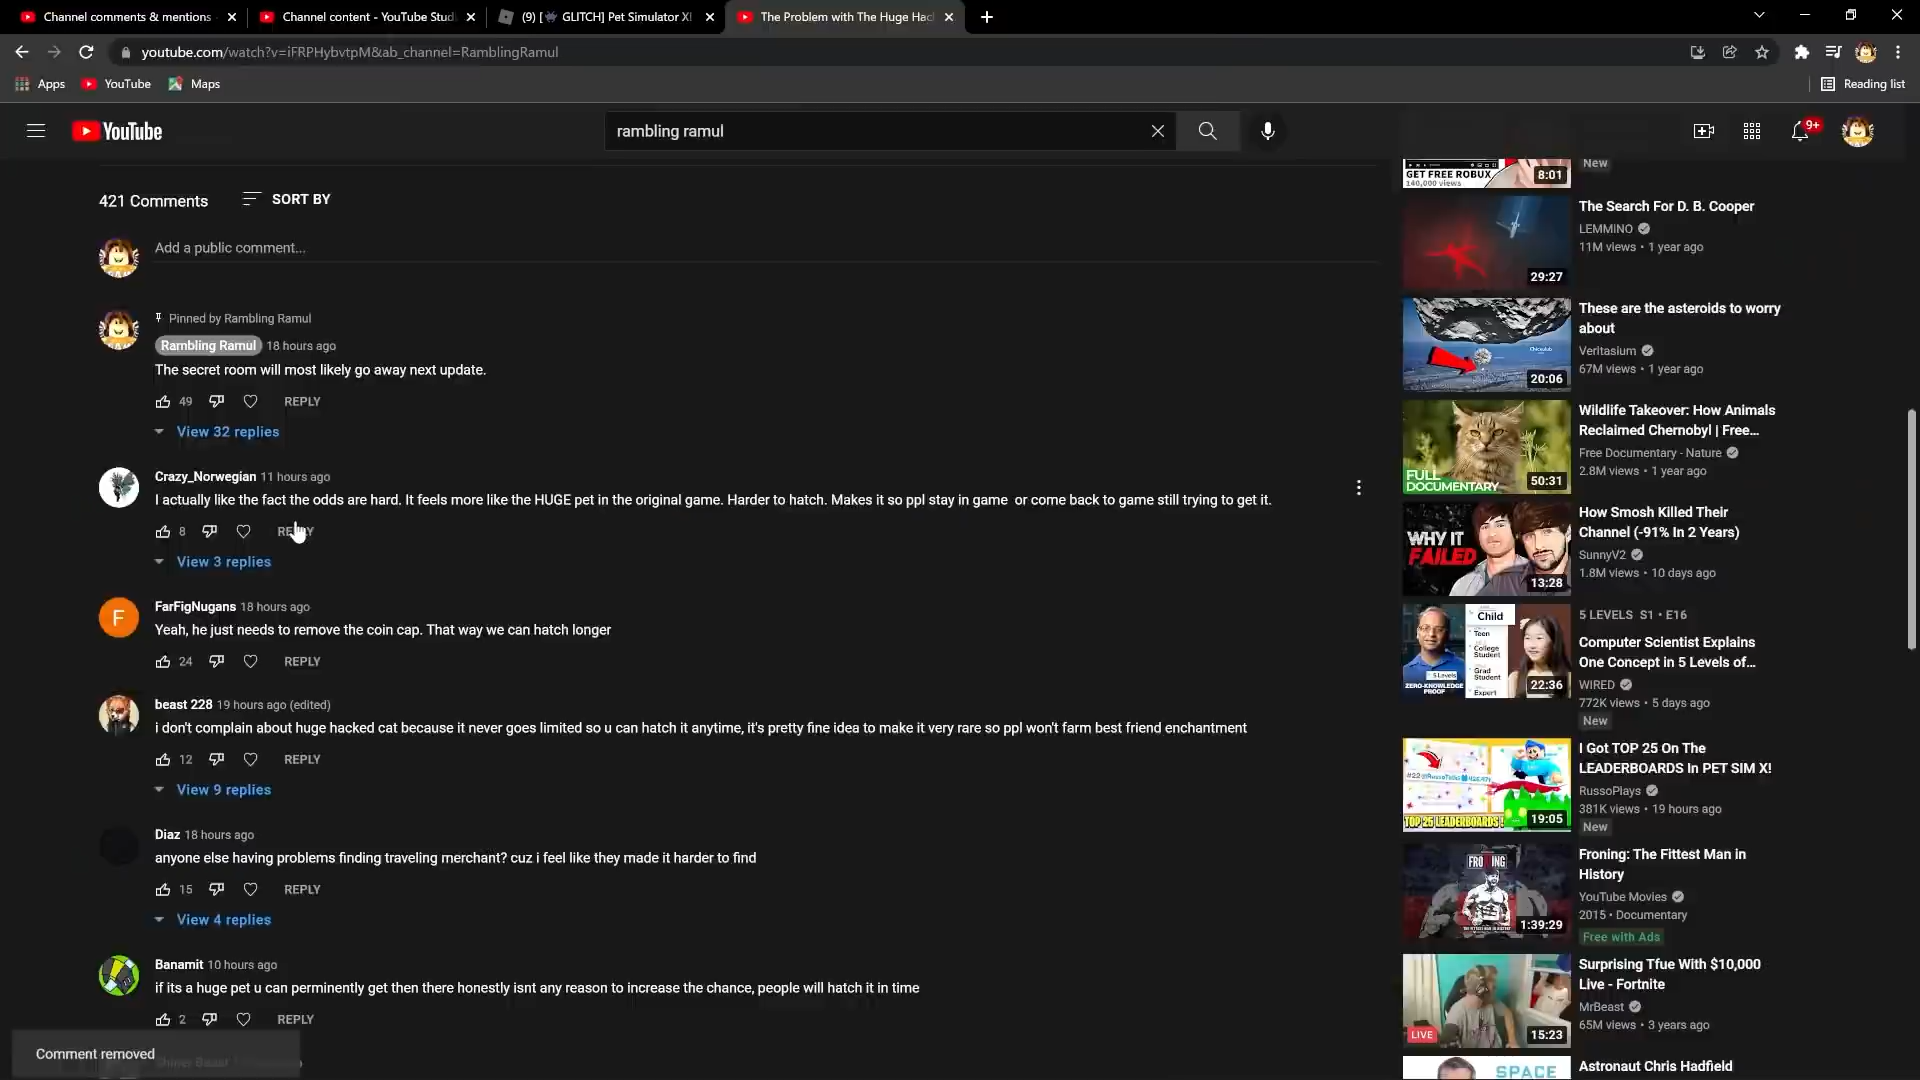 Channel comments & mentions
Channel content - YouTube Stud
(9) [👾 GLITCH] Pet Simulator X!
The Problem with The Huge Hac
youtube.com/watch?v=iFRPHybvtpM&ab_channel=RamblingRamul
Apps
YouTube
Maps
Reading list
YouTube
rambling ramul
9+
421 Comments
SORT BY
Add a public comment...
Pinned by Rambling Ramul
Rambling Ramul 18 hours ago
The secret room will most likely go away next update.
49 REPLY
View 32 replies
Crazy_Norwegian 11 hours ago
I actually like the fact the odds are hard. It feels more like the HUGE pet in the original game. Harder to hatch. Makes it so ppl stay in game or come back to game still trying to get it.
8 REPLY
View 3 replies
F
FarFigNugans 18 hours ago
Yeah, he just needs to remove the coin cap. That way we can hatch longer
24 REPLY
beast 228 19 hours ago (edited)
i don't complain about huge hacked cat because it never goes limited so u can hatch it anytime, it's pretty fine idea to make it very rare so ppl won't farm best friend enchantment
12 REPLY
View 9 replies
Diaz 18 hours ago
anyone else having problems finding traveling merchant? cuz i feel like they made it harder to find
15 REPLY
View 4 replies
Banamit 10 hours ago
if its a huge pet u can perminently get then there honestly isnt any reason to increase the chance, people will hatch it in time
2 REPLY
Comment removed
GET FREE ROBUX
140,000 views
8:01
New
29:27
The Search For D. B. Cooper
LEMMINO
11M views • 1 year ago
20:06
These are the asteroids to worry
about
Veritasium
67M views • 1 year ago
FULL
DOCUMENTARY
50:31
Wildlife Takeover: How Animals
Reclaimed Chernobyl | Free...
Free Documentary - Nature
2.8M views • 1 year ago
WHY IT
FAILED
13:28
How Smosh Killed Their
Channel (-91% In 2 Years)
SunnyV2
1.8M views • 10 days ago
Child
Teen
College
Student
Grad
Student
Expert
5 Levels
ZERO-KNOWLEDGE
PROOF
22:36
5 LEVELS S1 • E16
Computer Scientist Explains
One Concept in 5 Levels of...
WIRED
772K views • 5 days ago
New
TOP 25 LEADERBOARDS!
19:05
I Got TOP 25 On The
LEADERBOARDS In PET SIM X!
RussoPlays
381K views • 19 hours ago
New
FRONING
1:39:29
Froning: The Fittest Man in
History
YouTube Movies
2015 • Documentary
Free with Ads
LIVE
15:23
Surprising Tfue With $10,000
Live - Fortnite
MrBeast
65M views • 3 years ago
SPACE
Astronaut Chris Hadfield